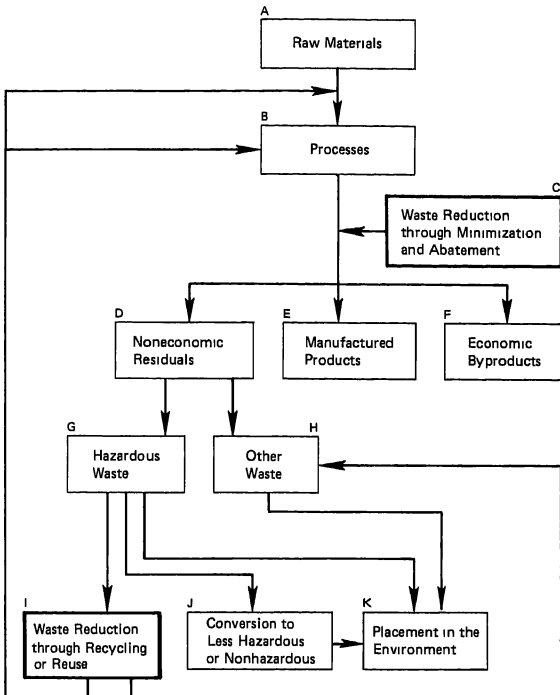 A
Raw Materials
B
Processes
C
Waste Reduction
through Minimization
and Abatement
D
Noneconomic
Residuals
E
Manufactured
Products
F
Economic
Byproducts
G
Hazardous
Waste
H
Other
Waste
I
Waste Reduction
through Recycling
or Reuse
J
Conversion to
Less Hazardous
or Nonhazardous
K
Placement in the
Environment